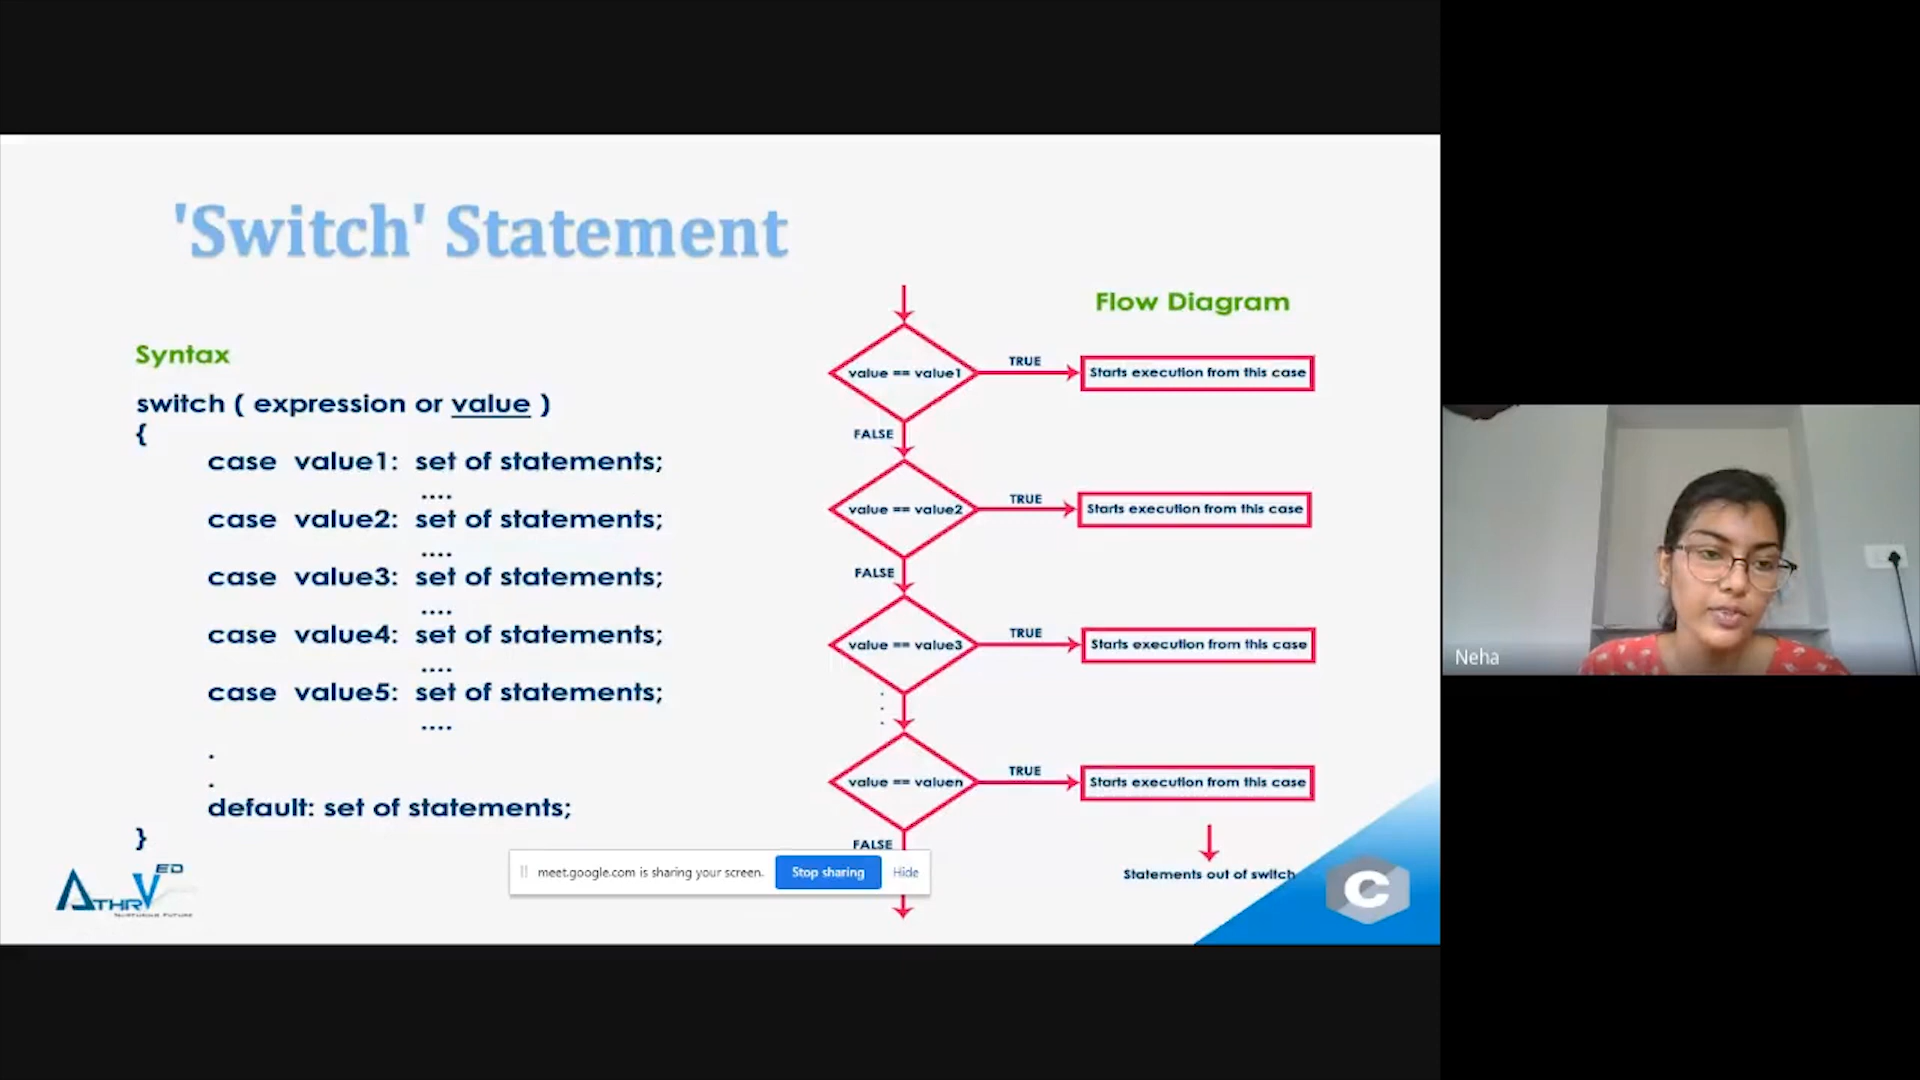 'Switch' Statement
Syntax
switch ( expression or value )
{
case value1: set of statements;
....
case value2: set of statements;
....
case value3: set of statements;
....
case value4: set of statements;
....
case value5: set of statements;
....
.
.
default: set of statements;
}
Flow Diagram
value == value1
TRUE
Starts execution from this case
FALSE
value == value2
TRUE
Starts execution from this case
FALSE
value == value3
TRUE
Starts execution from this case
.
.
.
value == valuen
TRUE
Starts execution from this case
FALSE
Statements out of switch
meet.google.com is sharing your screen.
Stop sharing
Hide
ATHRVED
NURTURING FUTURE
C
Neha